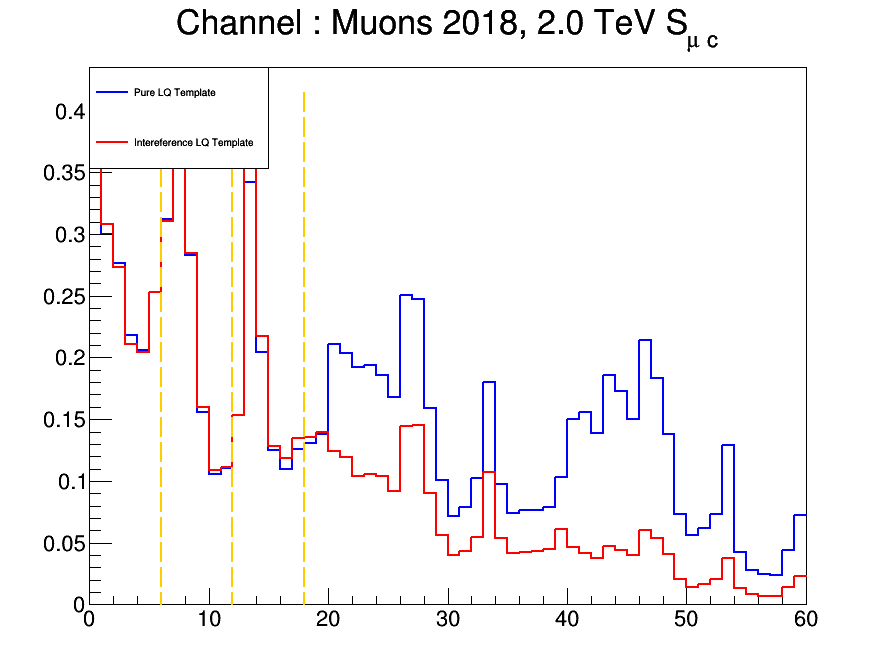 Channel : Muons 2018, 2.0 TeV S μ c
Pure LQ Template
Intereference LQ Template
0.4
0.35
0.3
0.25
0.2
0.15
0.1
0.05
0
0 10 20 30 40 50 60